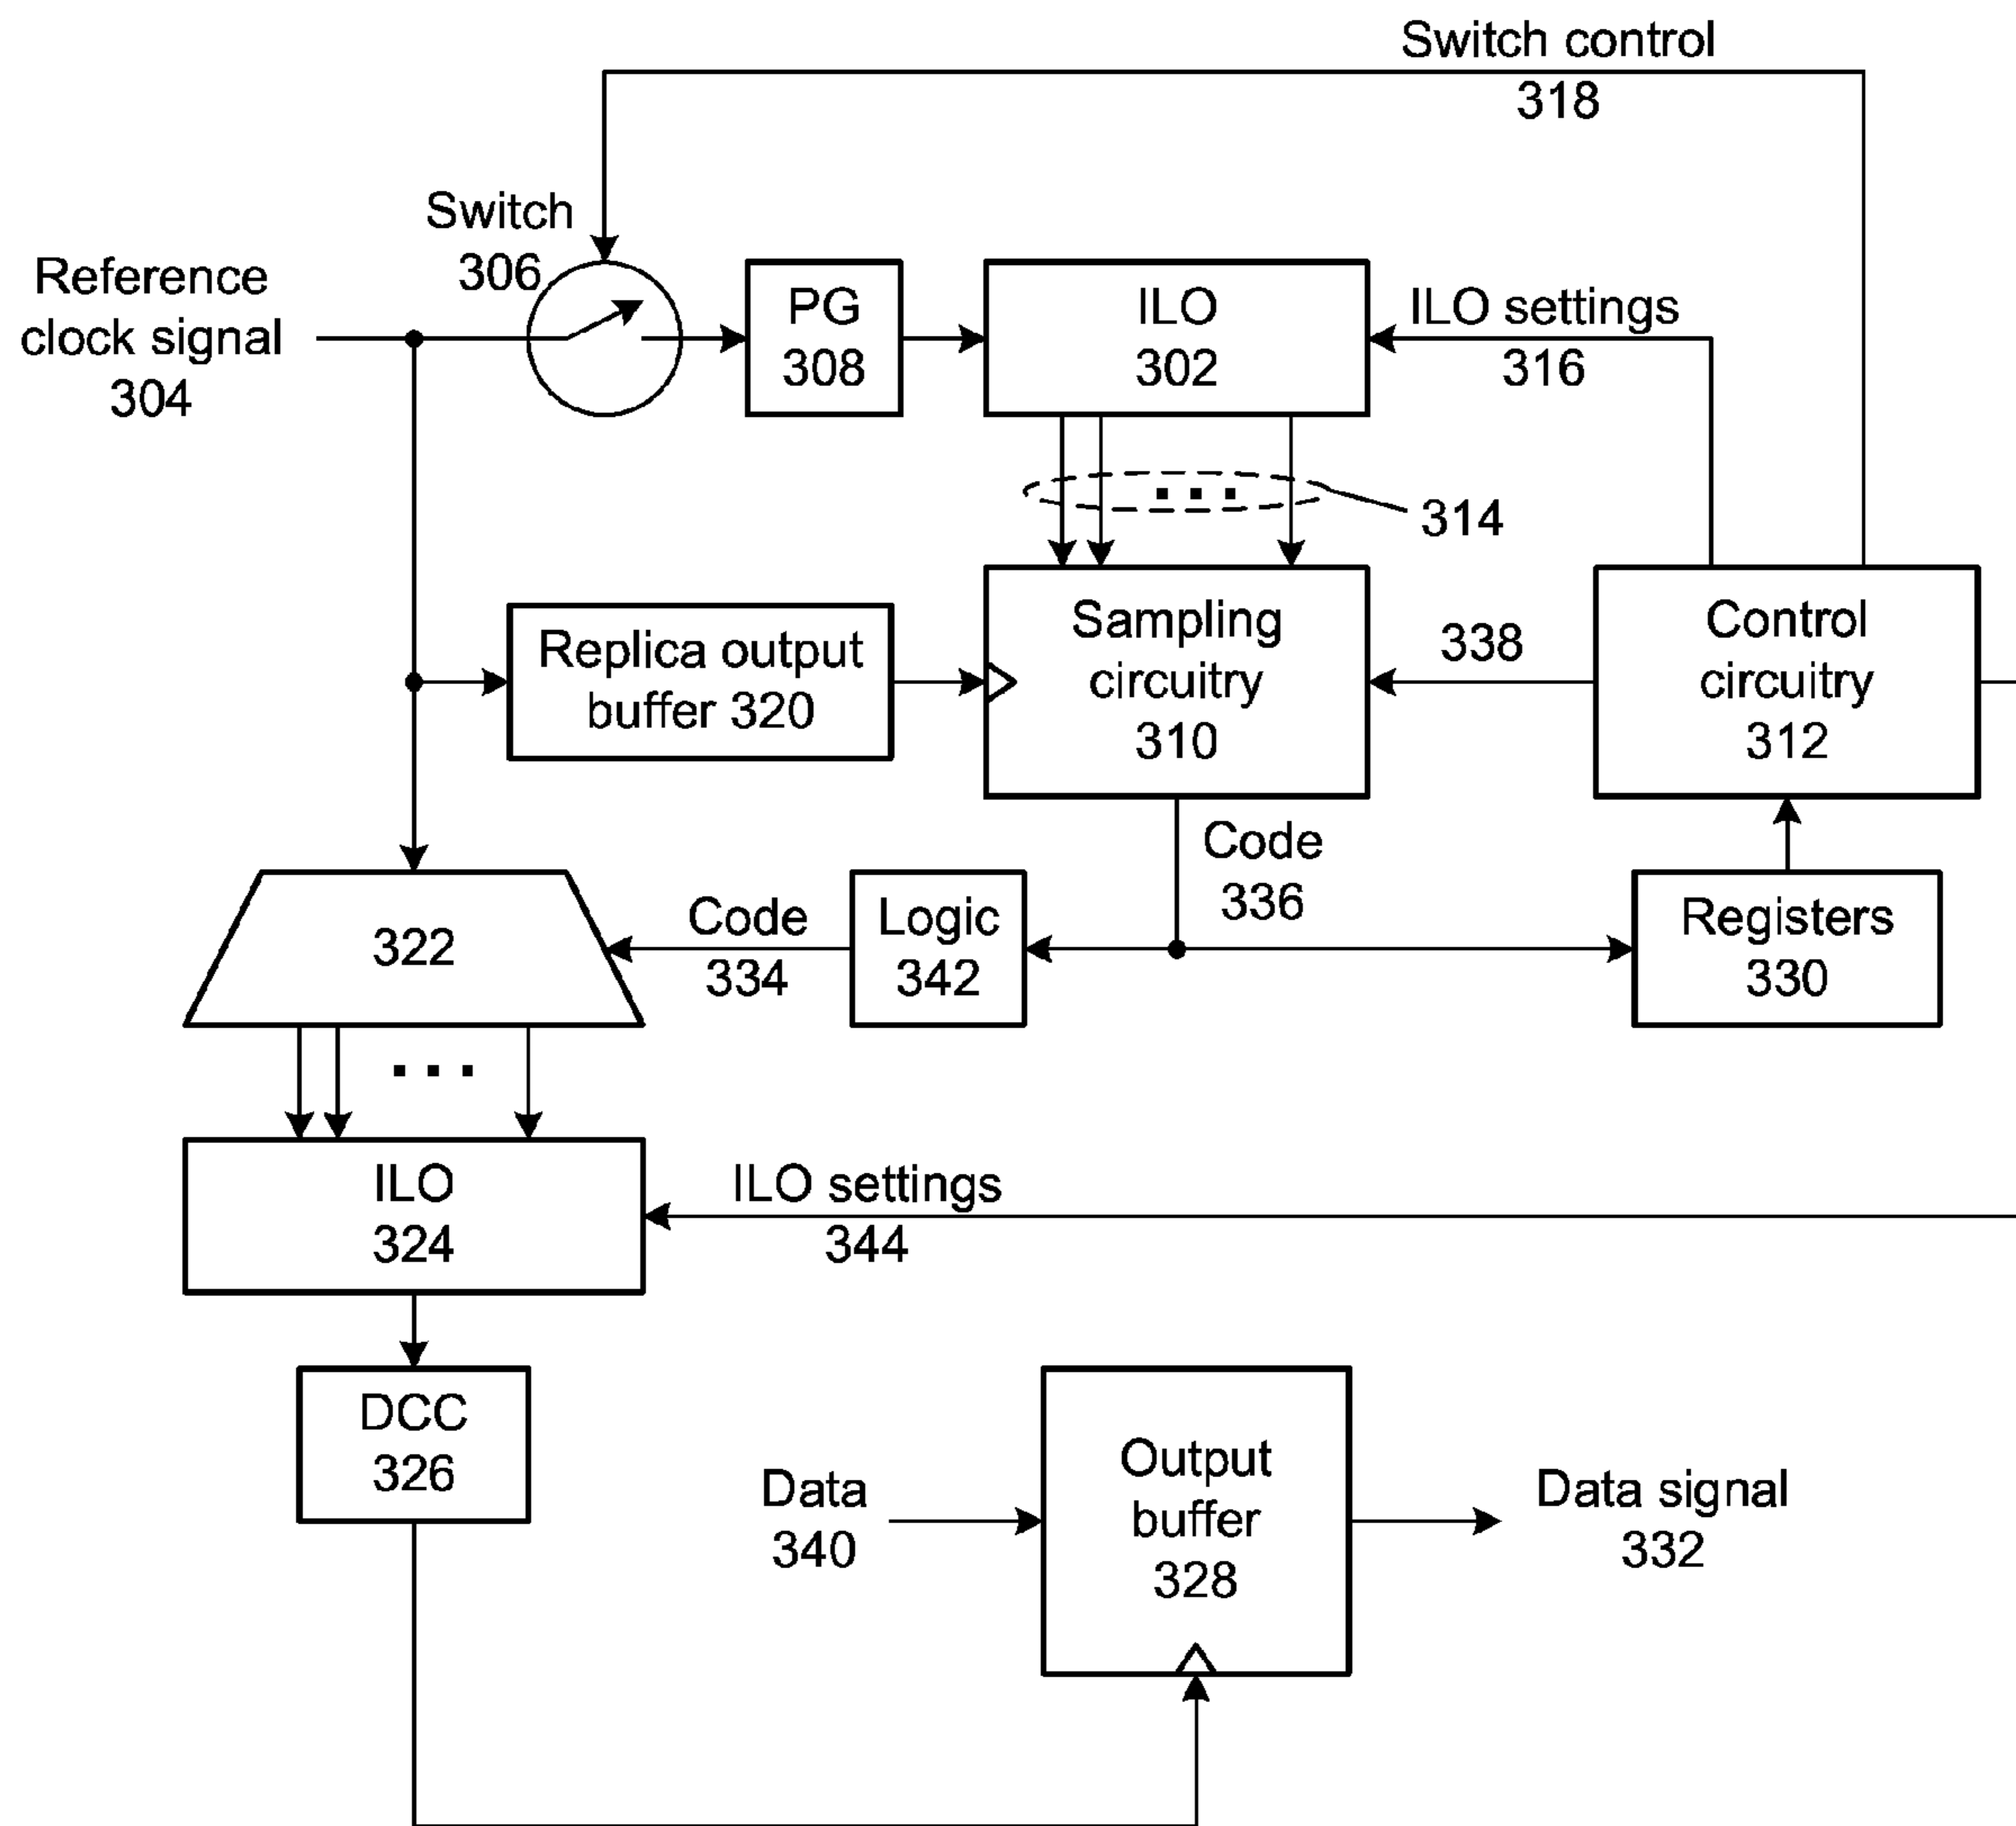 Switch control
318
Switch
306
Reference
clock signal
304
PG
308
ILO
302
ILO settings
316
314
Replica output
buffer 320
Sampling
circuitry
310
338
Control
circuitry
312
Code
336
322
Code
334
Logic
342
Registers
330
ILO
324
ILO settings
344
DCC
326
Data
340
Output
buffer
328
Data signal
332